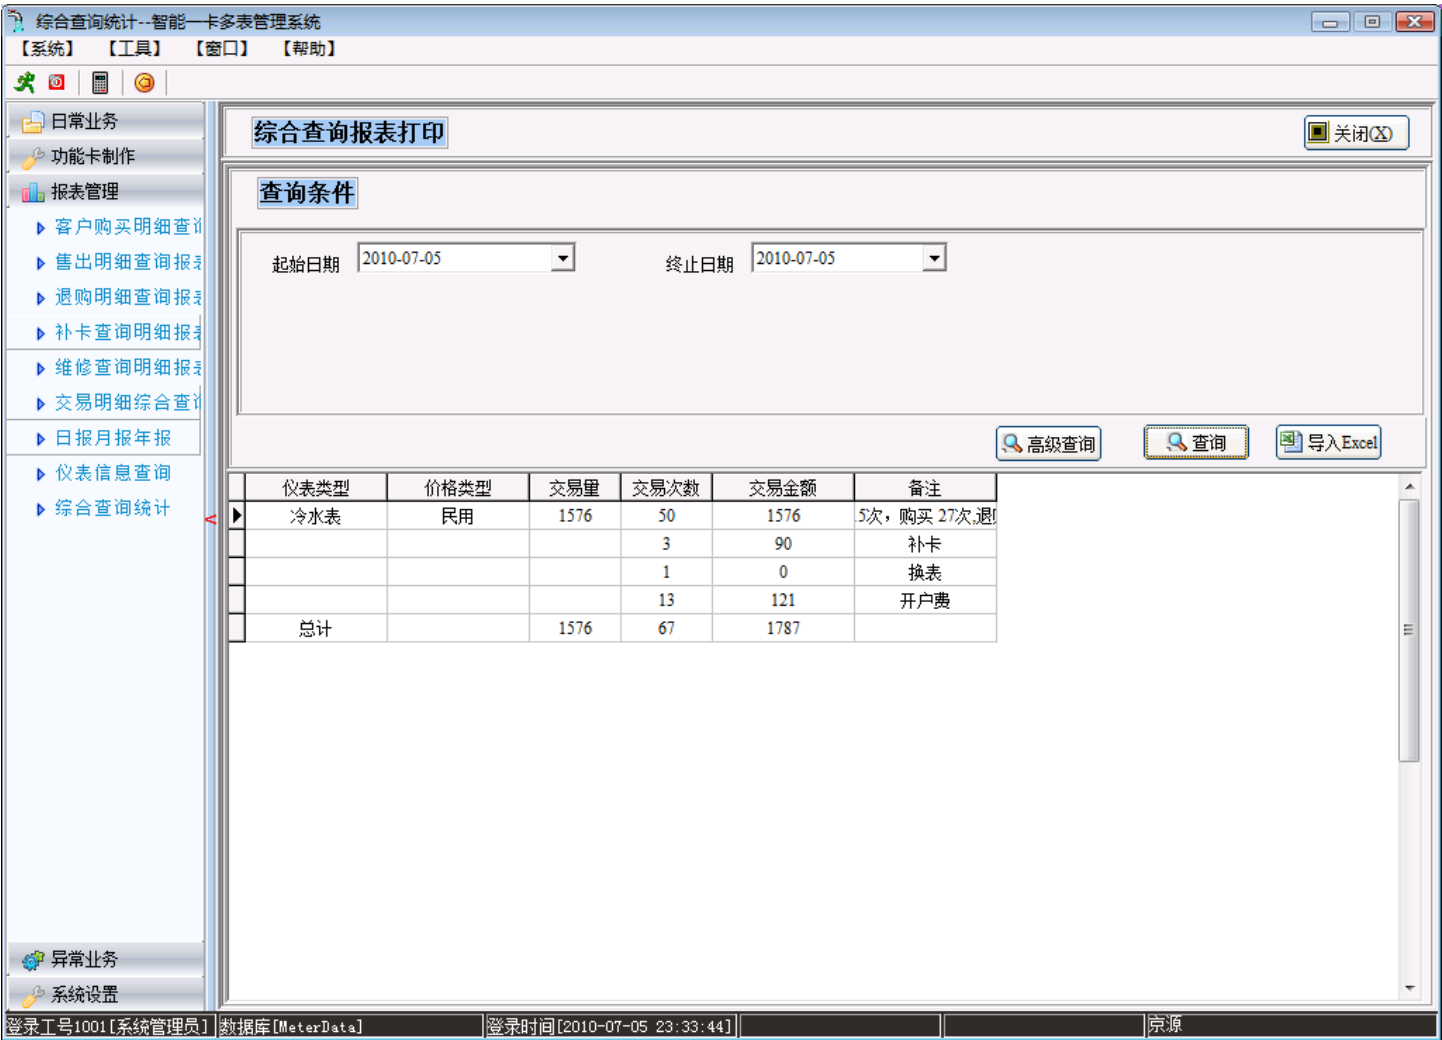 综合查询统计--智能一卡多表管理系统
【系统】 【工具】 【窗口】 【帮助】
日常业务
功能卡制作
报表管理
客户购买明细查询
售出明细查询报表
退购明细查询报表
补卡查询明细报表
维修查询明细报表
交易明细综合查询
日报月报年报
仪表信息查询
综合查询统计
异常业务
系统设置
<
综合查询报表打印
关闭(X)
查询条件
起始日期 2010-07-05 终止日期 2010-07-05
高级查询 查询 导入Excel
仪表类型 价格类型 交易量 交易次数 交易金额 备注
冷水表 民用 1576 50 1576 5次，购买 27次,退
3 90 补卡
1 0 换表
13 121 开户费
总计 1576 67 1787
登录工号1001[系统管理员] 数据库[MeterData] 登录时间[2010-07-05 23:33:44] 京源